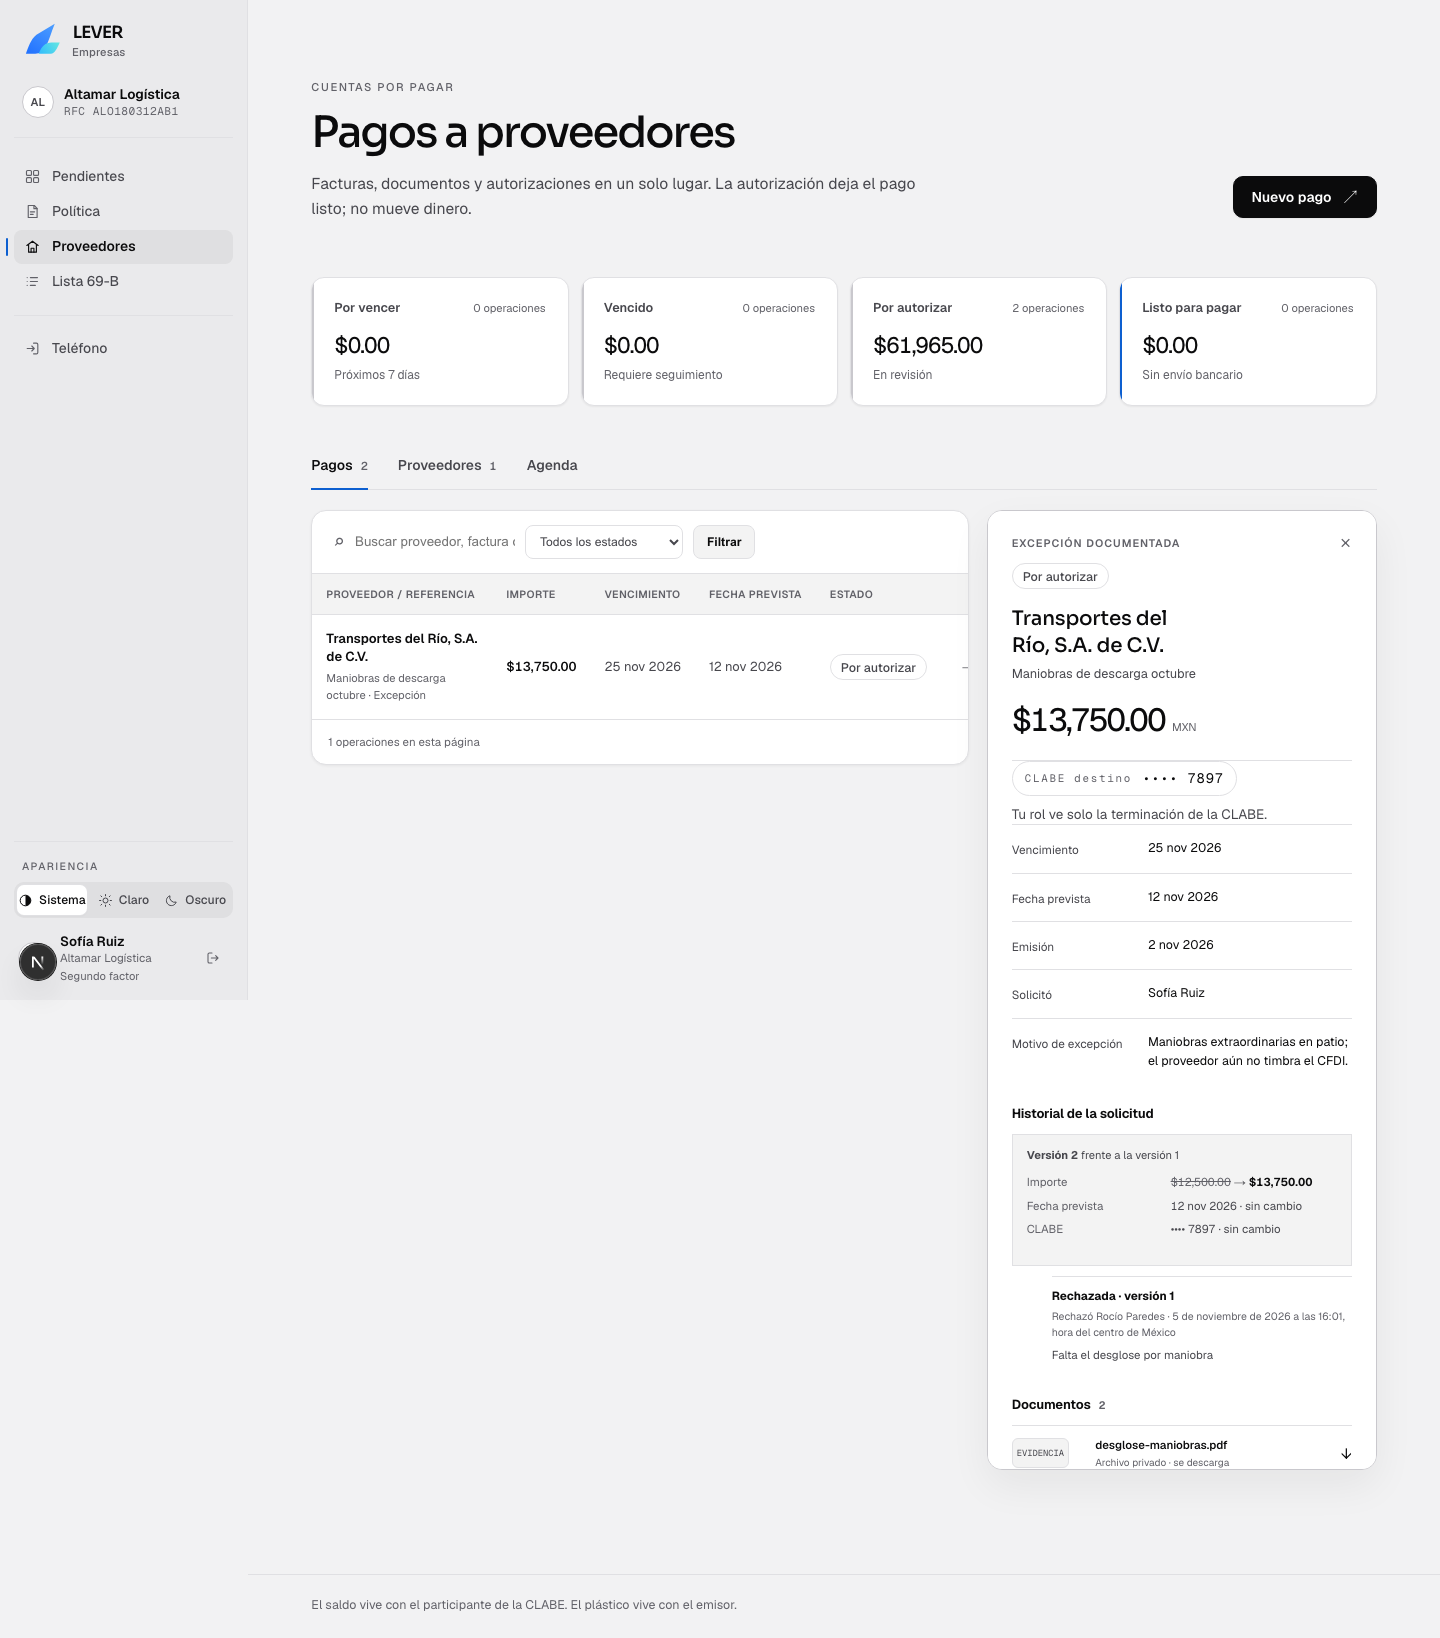 LEVER
Empresas
AL
Altamar Logística
RFC ALO180312AB1
Pendientes
Política
Proveedores
Lista 69-B
Teléfono
APARIENCIA
Sistema
Claro
Oscuro
N
Sofía Ruiz
Altamar Logística
Segundo factor
CUENTAS POR PAGAR
Pagos a proveedores
Facturas, documentos y autorizaciones en un solo lugar. La autorización deja el pago
listo; no mueve dinero.
Nuevo pago
Por vencer 0 operaciones
$0.00
Próximos 7 días
Vencido 0 operaciones
$0.00
Requiere seguimiento
Por autorizar 2 operaciones
$61,965.00
En revisión
Listo para pagar 0 operaciones
$0.00
Sin envío bancario
Pagos 2 Proveedores 1 Agenda
Buscar proveedor, factura Todos los estados Filtrar
PROVEEDOR / REFERENCIA IMPORTE VENCIMIENTO FECHA PREVISTA ESTADO
Transportes del Río, S.A.
de C.V.
Maniobras de descarga
octubre · Excepción
$13,750.00 25 nov 2026 12 nov 2026 Por autorizar
1 operaciones en esta página
EXCEPCIÓN DOCUMENTADA
Por autorizar
Transportes del
Río, S.A. de C.V.
Maniobras de descarga octubre
$13,750.00 MXN
CLABE destino •••• 7897
Tu rol ve solo la terminación de la CLABE.
Vencimiento 25 nov 2026
Fecha prevista 12 nov 2026
Emisión 2 nov 2026
Solicitó Sofía Ruiz
Motivo de excepción Maniobras extraordinarias en patio;
el proveedor aún no timbra el CFDI.
Historial de la solicitud
Versión 2 frente a la versión 1
Importe $12,500.00 → $13,750.00
Fecha prevista 12 nov 2026 · sin cambio
CLABE •••• 7897 · sin cambio
Rechazada · versión 1
Rechazó Rocío Paredes · 5 de noviembre de 2026 a las 16:01,
hora del centro de México
Falta el desglose por maniobra
Documentos 2
EVIDENCIA desglose-maniobras.pdf
Archivo privado · se descarga
El saldo vive con el participante de la CLABE. El plástico vive con el emisor.